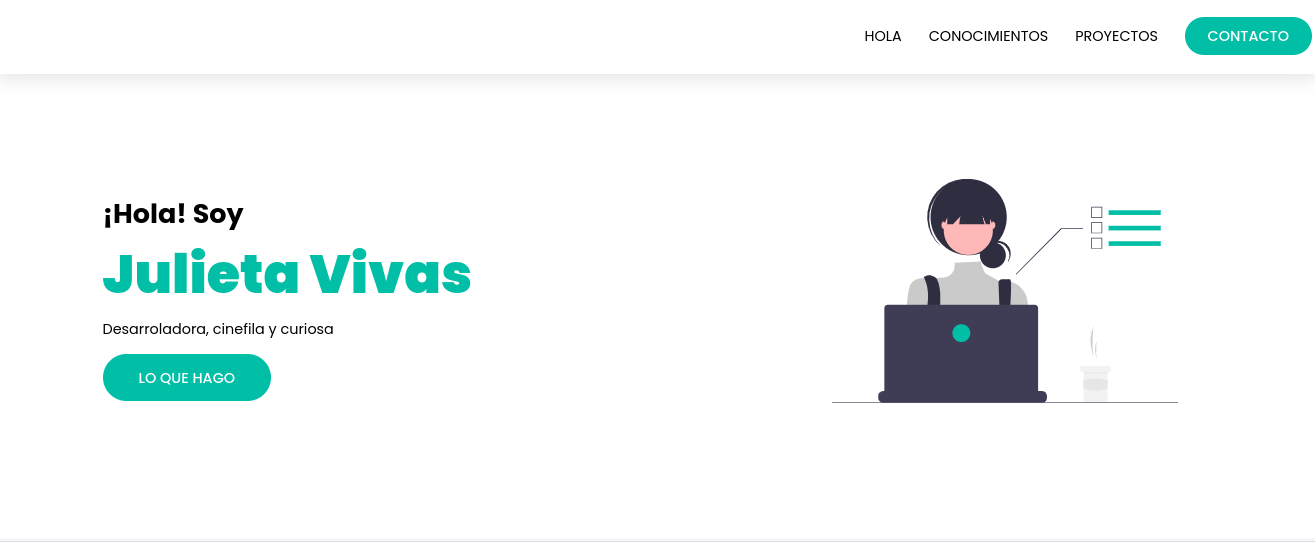 HOLA CONOCIMIENTOS PROYECTOS CONTACTO
¡Hola! Soy
Julieta Vivas
Desarroladora, cinefila y curiosa
LO QUE HAGO